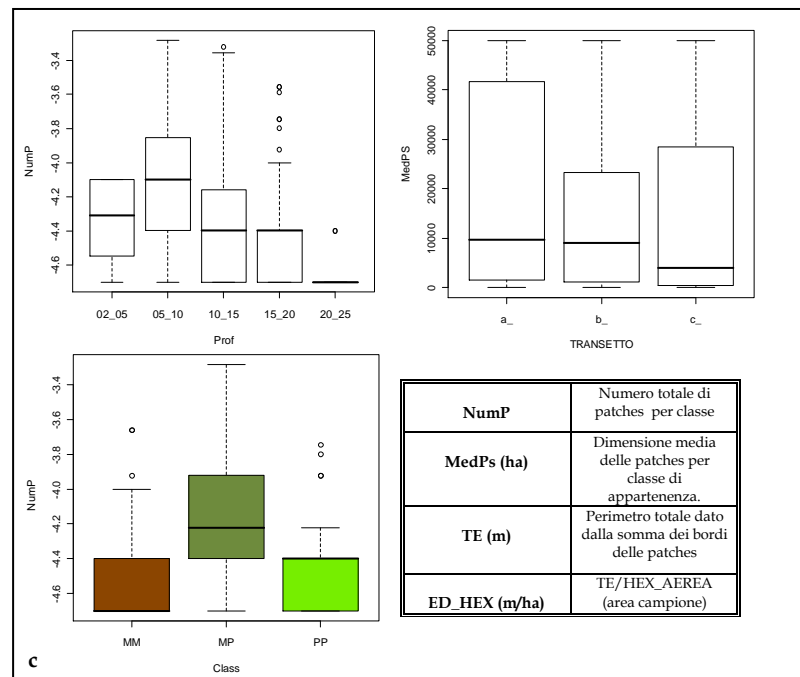 NumP
-3.4
-3.6
-3.8
-4.0
-4.2
-4.4
-4.6
02_05 05_10 10_15 15_20 20_25
Prof
MedPS
50000
40000
30000
20000
10000
0
a_ b_ c_
TRANSETTO
NumP
-3.4
-3.6
-3.8
-4.0
-4.2
-4.4
-4.6
MM MP PP
Class
c
NumP
Numero totale di
patches per classe
MedPs (ha)
Dimensione media
delle patches per
classe di
appartenenza.
TE (m)
Perimetro totale dato
dalla somma dei bordi
delle patches
ED_HEX (m/ha)
TE/HEX_AEREA
(area campione)